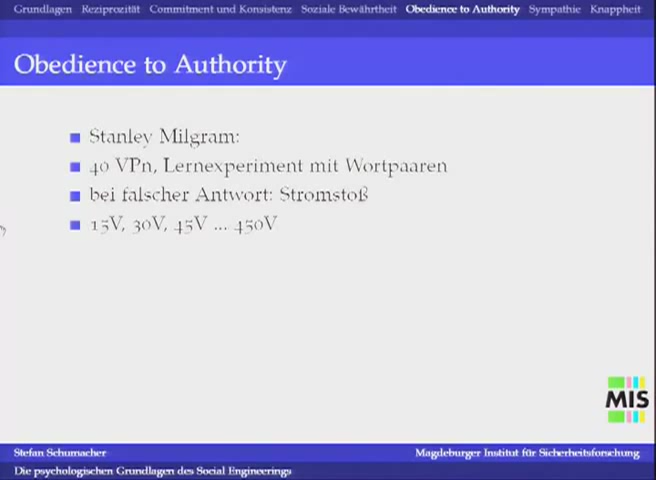 Grundlagen Reziprozität Commitment und Konsistenz Soziale Bewährtheit Obedience to Authority Sympathie Knappheit
Obedience to Authority
Stanley Milgram:
40 VPn, Lernexperiment mit Wortpaaren
bei falscher Antwort: Stromstoß
15V, 30V, 45V ... 450V
MIS
Stefan Schumacher Magdeburger Institut für Sicherheitsforschung
Die psychologischen Grundlagen des Social Engineerings